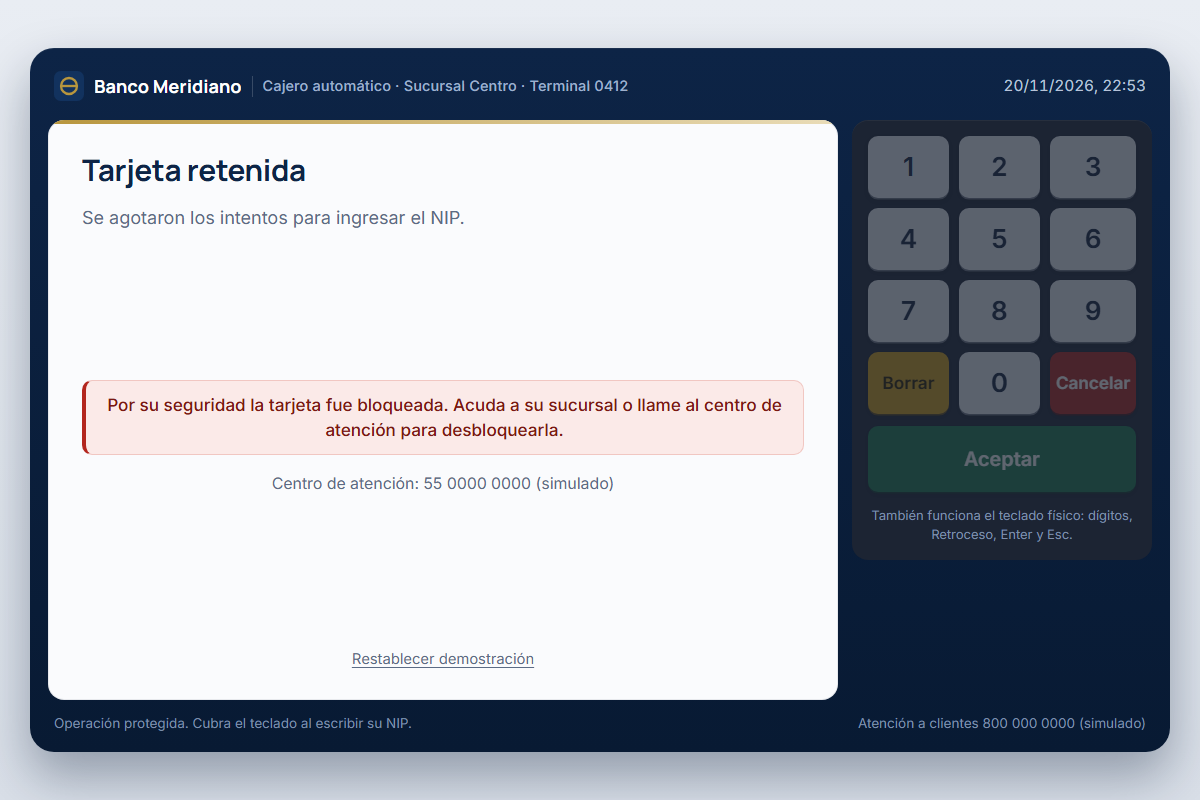 Banco Meridiano
Cajero automático · Sucursal Centro · Terminal 0412
20/11/2026, 22:53
Tarjeta retenida
Se agotaron los intentos para ingresar el NIP.
Por su seguridad la tarjeta fue bloqueada. Acuda a su sucursal o llame al centro de
atención para desbloquearla.
Centro de atención: 55 0000 0000 (simulado)
Restablecer demostración
1 2 3
4 5 6
7 8 9
Borrar 0 Cancelar
Aceptar
También funciona el teclado físico: dígitos,
Retroceso, Enter y Esc.
Operación protegida. Cubra el teclado al escribir su NIP.
Atención a clientes 800 000 0000 (simulado)